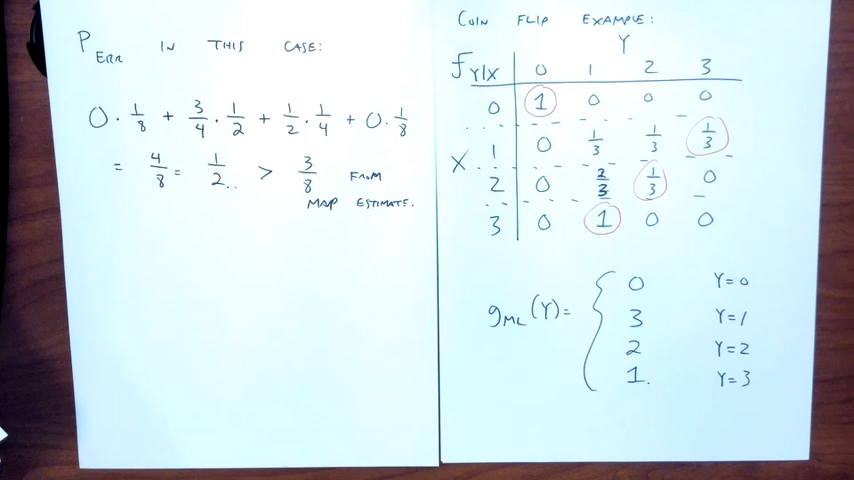 P_ERR IN THIS CASE:
0 · 1/8 + 3/4 · 1/2 + 1/2 · 1/4 + 0 · 1/8
= 4/8 = 1/2 > 3/8 FROM
MAP ESTIMATE.
COIN FLIP EXAMPLE:
Y
f_Y|X 0 1 2 3
0 1 0 0 0
1 0 1/3 1/3 1/3
X
2 0 2/3 1/3 0
3 0 1 0 0
g_ML(Y) = {
0 Y=0
3 Y=1
2 Y=2
1. Y=3